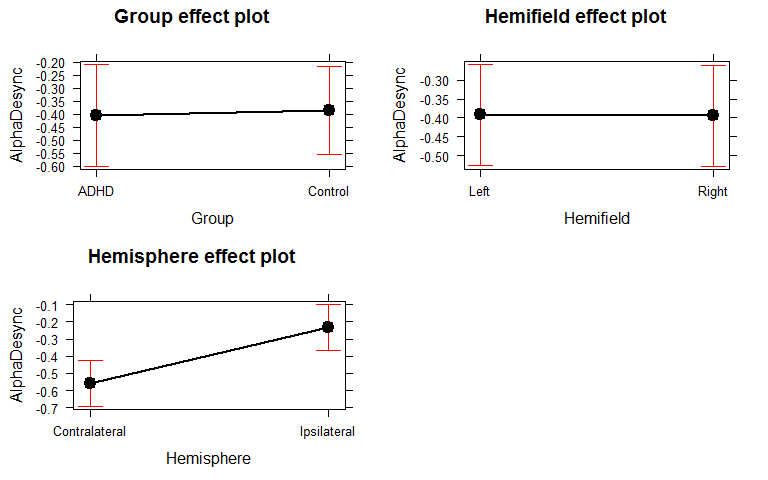 Group effect plot
AlphaDesync
-0.20
-0.25
-0.30
-0.35
-0.40
-0.45
-0.50
-0.55
-0.60
ADHD Control
Group
Hemifield effect plot
AlphaDesync
-0.30
-0.35
-0.40
-0.45
-0.50
Left Right
Hemifield
Hemisphere effect plot
AlphaDesync
-0.1
-0.2
-0.3
-0.4
-0.5
-0.6
-0.7
Contralateral Ipsilateral
Hemisphere